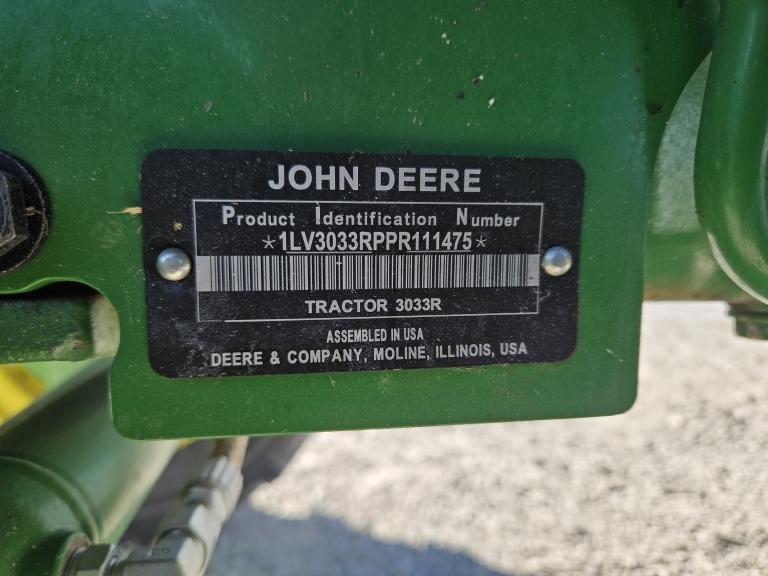 JOHN DEERE
Product Identification Number
*1LV3033RPPR111475*
TRACTOR 3033R
ASSEMBLED IN USA
DEERE & COMPANY, MOLINE, ILLINOIS, USA